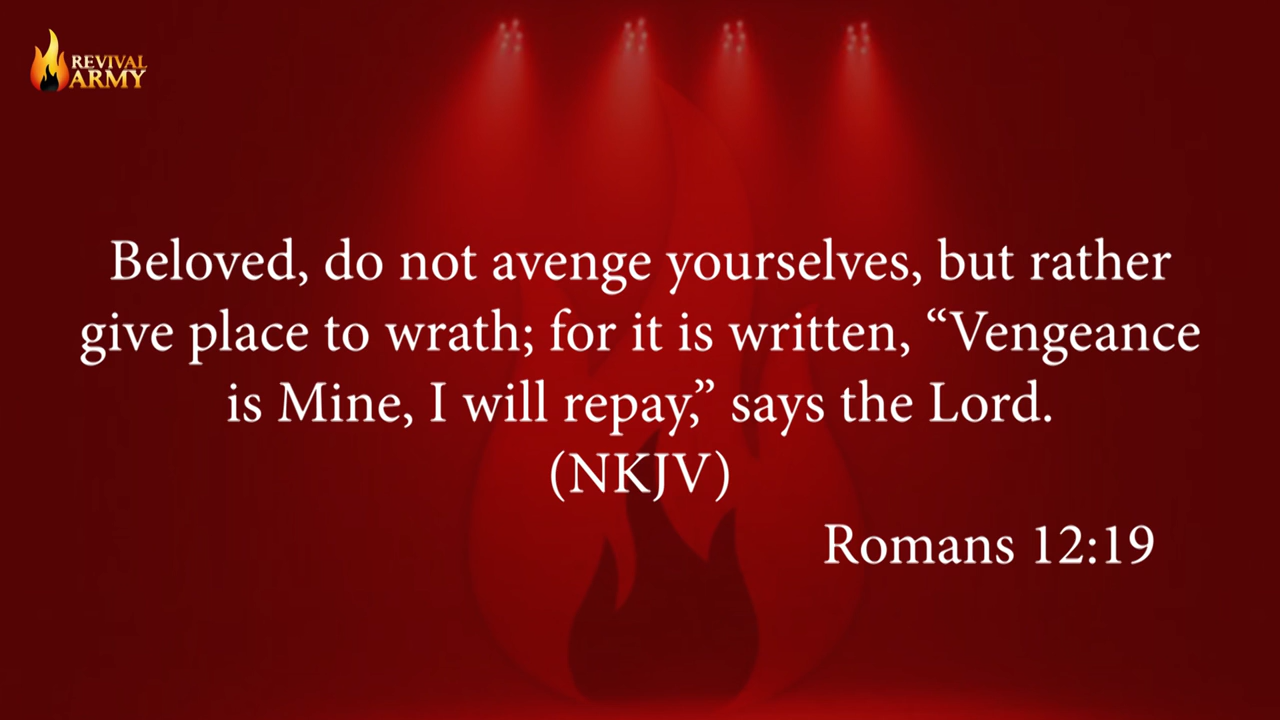 REVIVAL
ARMY
Beloved, do not avenge yourselves, but rather
give place to wrath; for it is written, “Vengeance
is Mine, I will repay,” says the Lord.
(NKJV)
Romans 12:19